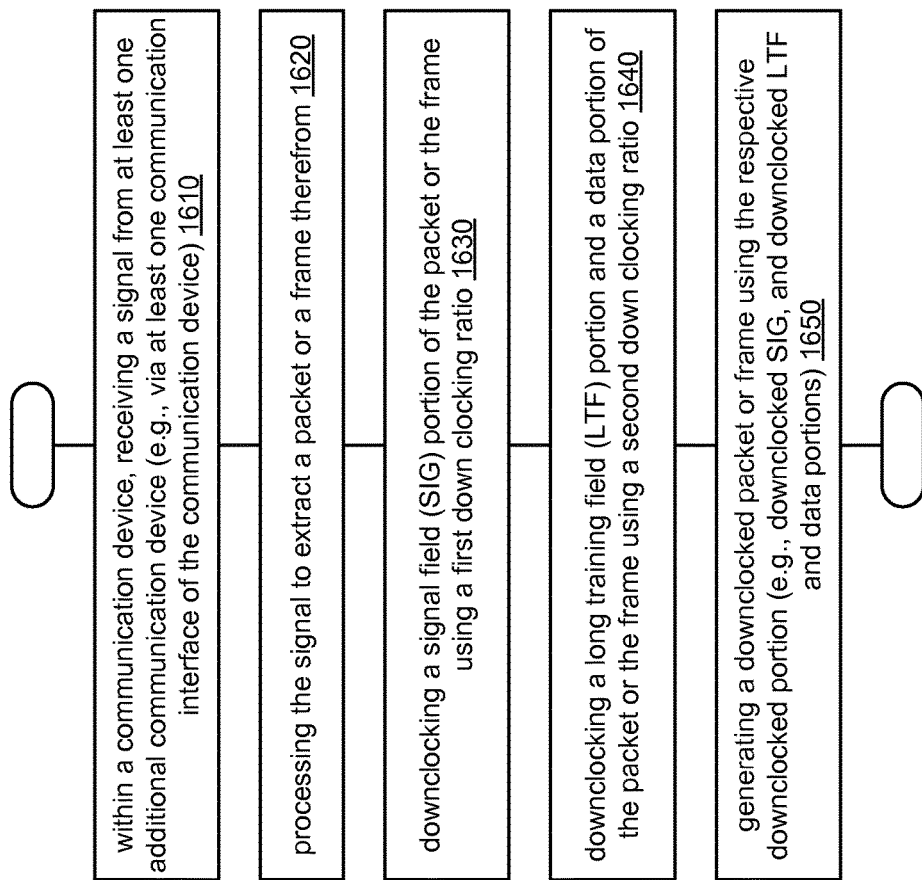 within a communication device, receiving a signal from at least one
additional communication device (e.g., via at least one communication
interface of the communication device) 1610
processing the signal to extract a packet or a frame therefrom 1620
downclocking a signal field (SIG) portion of the packet or the frame
using a first down clocking ratio 1630
downclocking a long training field (LTF) portion and a data portion of
the packet or the frame using a second down clocking ratio 1640
generating a downclocked packet or frame using the respective
downclocked portion (e.g., downclocked SIG, and downclocked LTF
and data portions) 1650